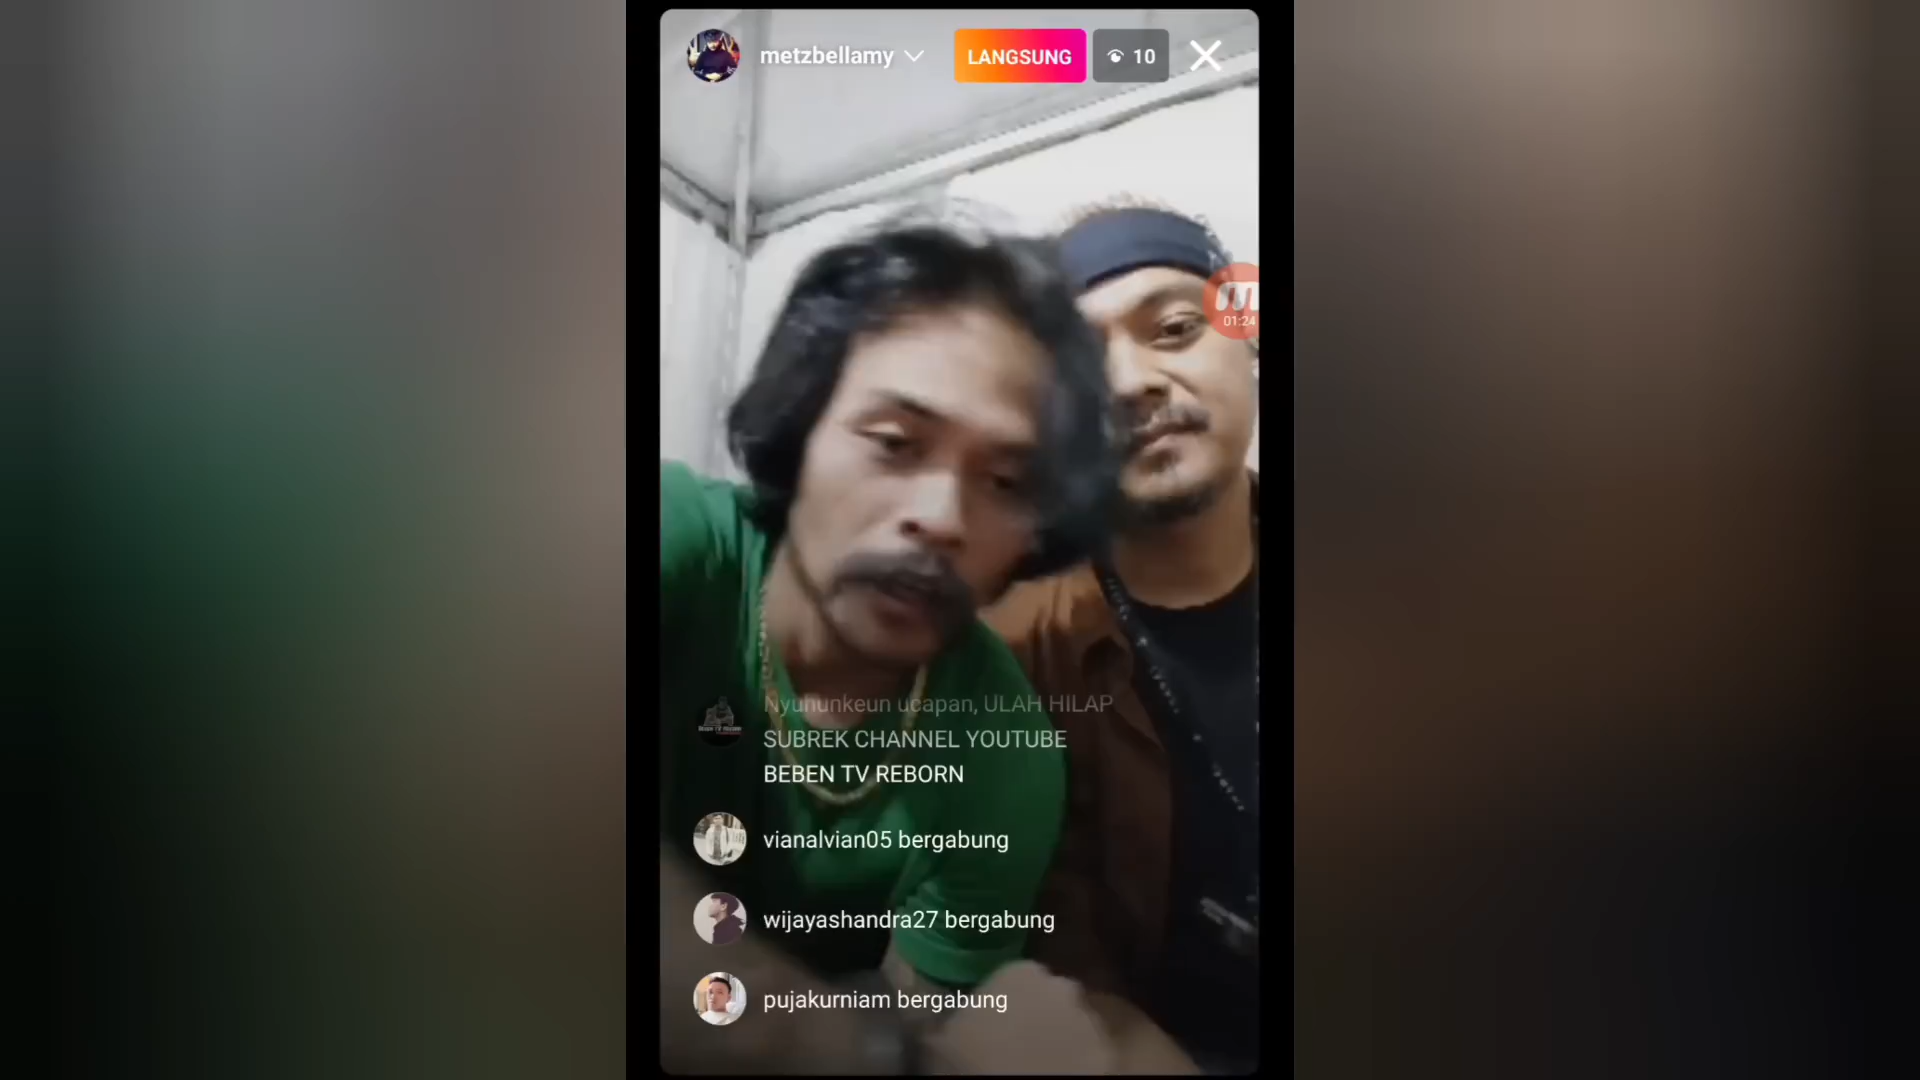 metzbellamy
LANGSUNG
10
01:24
Nyuhunkeun ucapan, ULAH HILAP
SUBREK CHANNEL YOUTUBE
BEBEN TV REBORN
vianalvian05 bergabung
wijayashandra27 bergabung
pujakurniam bergabung